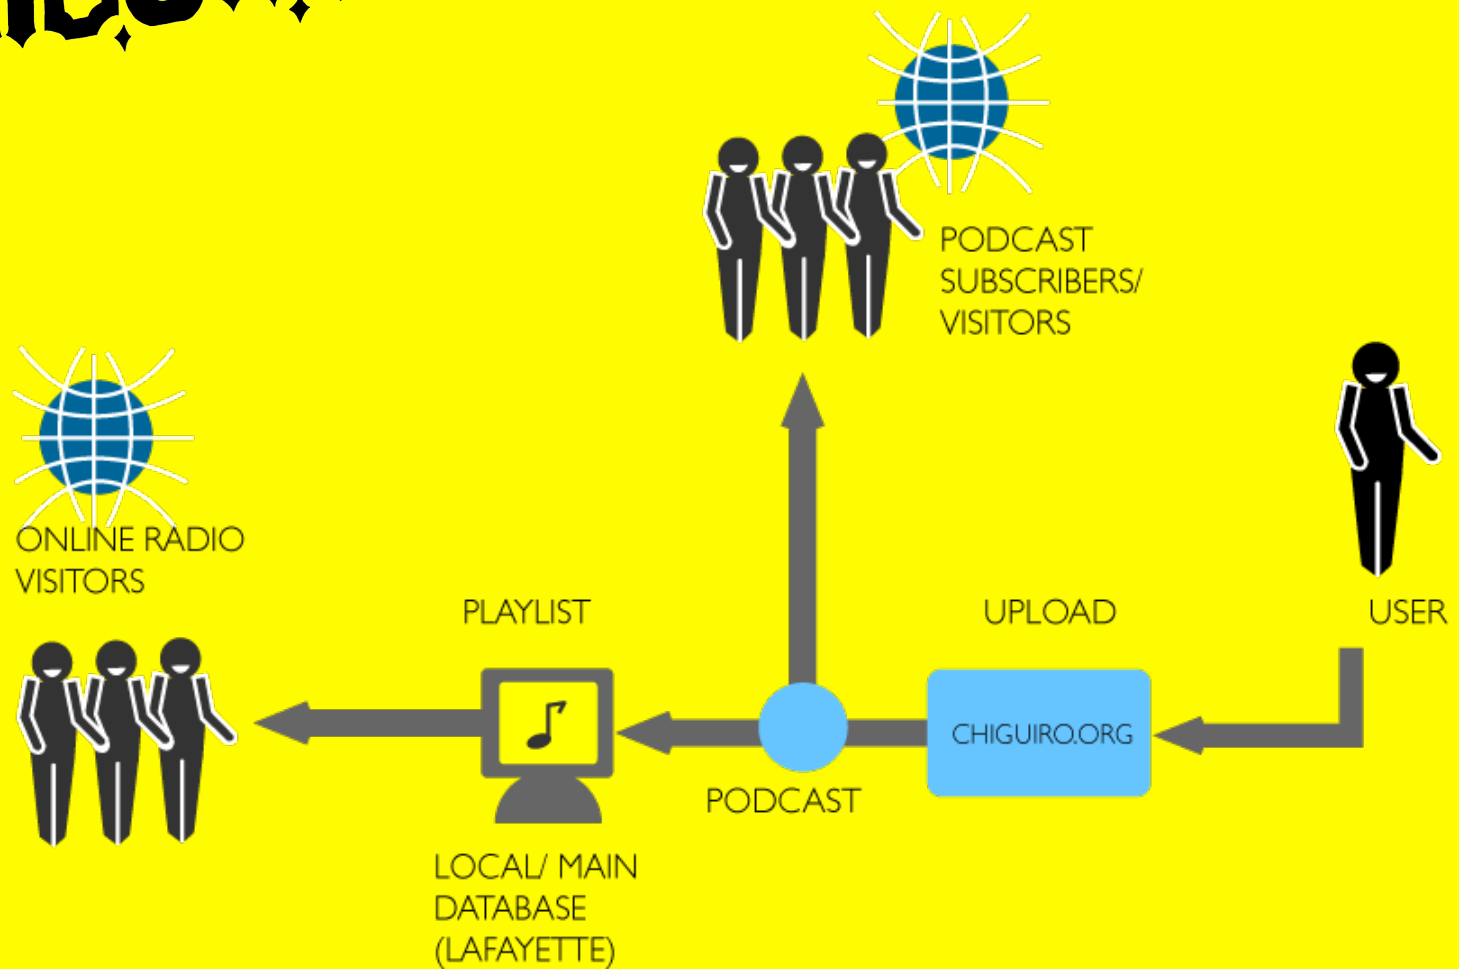 PODCAST
SUBSCRIBERS/
VISITORS
ONLINE RADIO
VISITORS
PLAYLIST
UPLOAD
USER
CHIGUIRO.ORG
PODCAST
LOCAL/ MAIN
DATABASE
(LAFAYETTE)